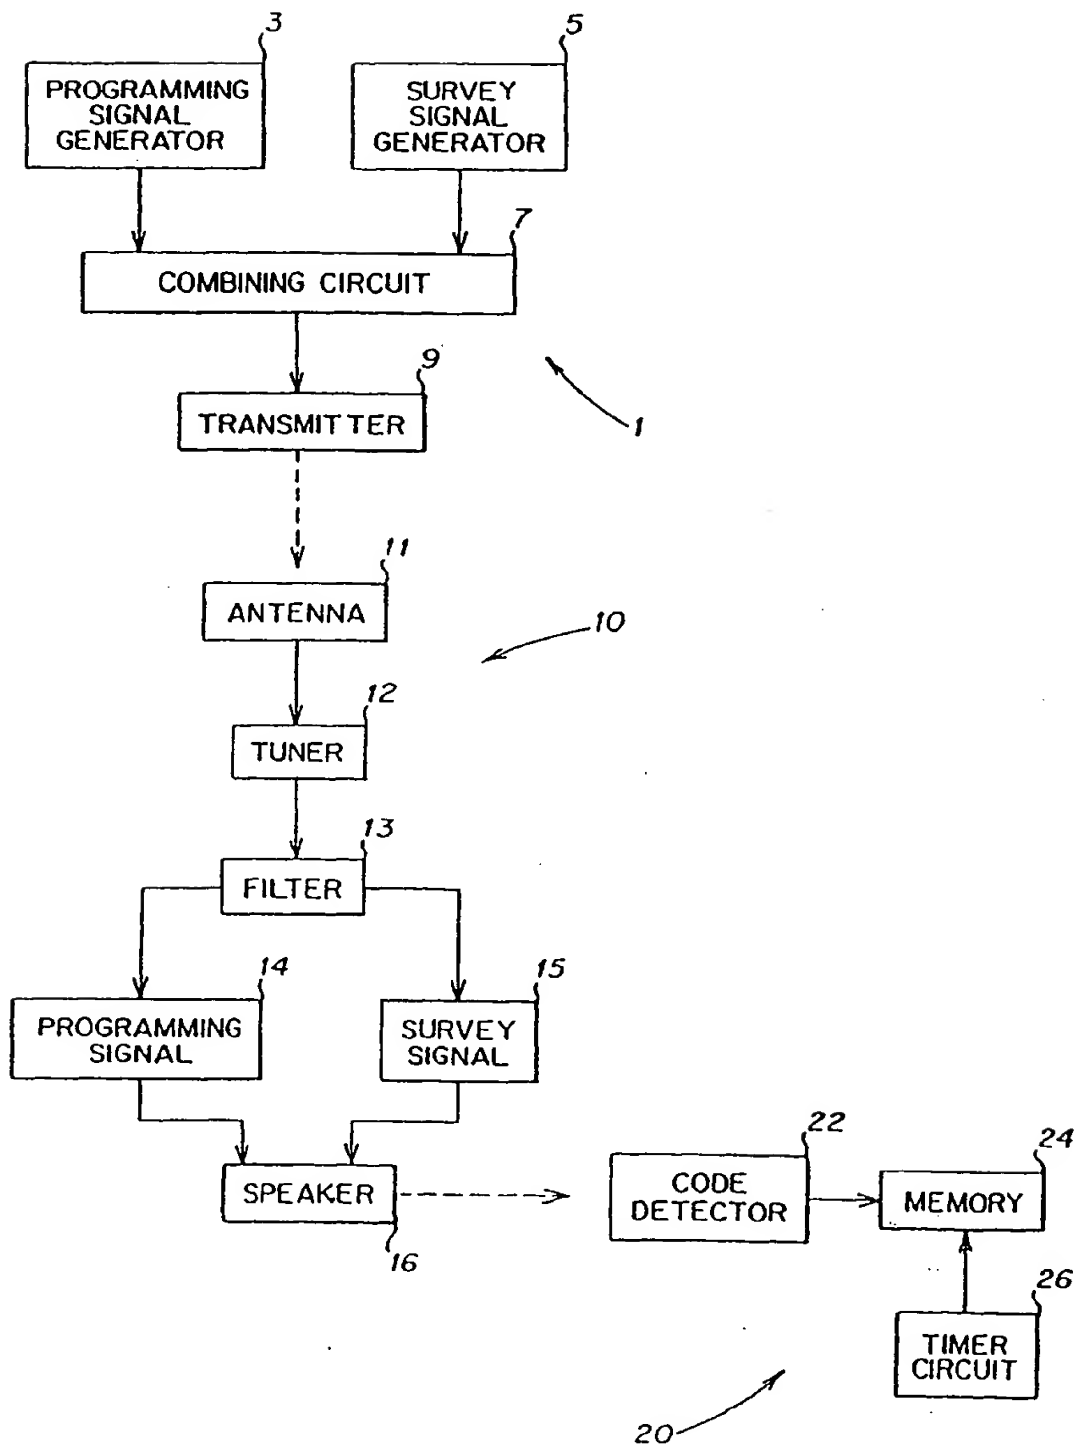 3
5
PROGRAMMING
SIGNAL
GENERATOR
SURVEY
SIGNAL
GENERATOR
7
COMBINING CIRCUIT
9
TRANSMITTER
1
11
ANTENNA
10
12
TUNER
13
FILTER
14
15
PROGRAMMING
SIGNAL
SURVEY
SIGNAL
22
24
SPEAKER
CODE
DETECTOR
MEMORY
16
26
TIMER
CIRCUIT
20